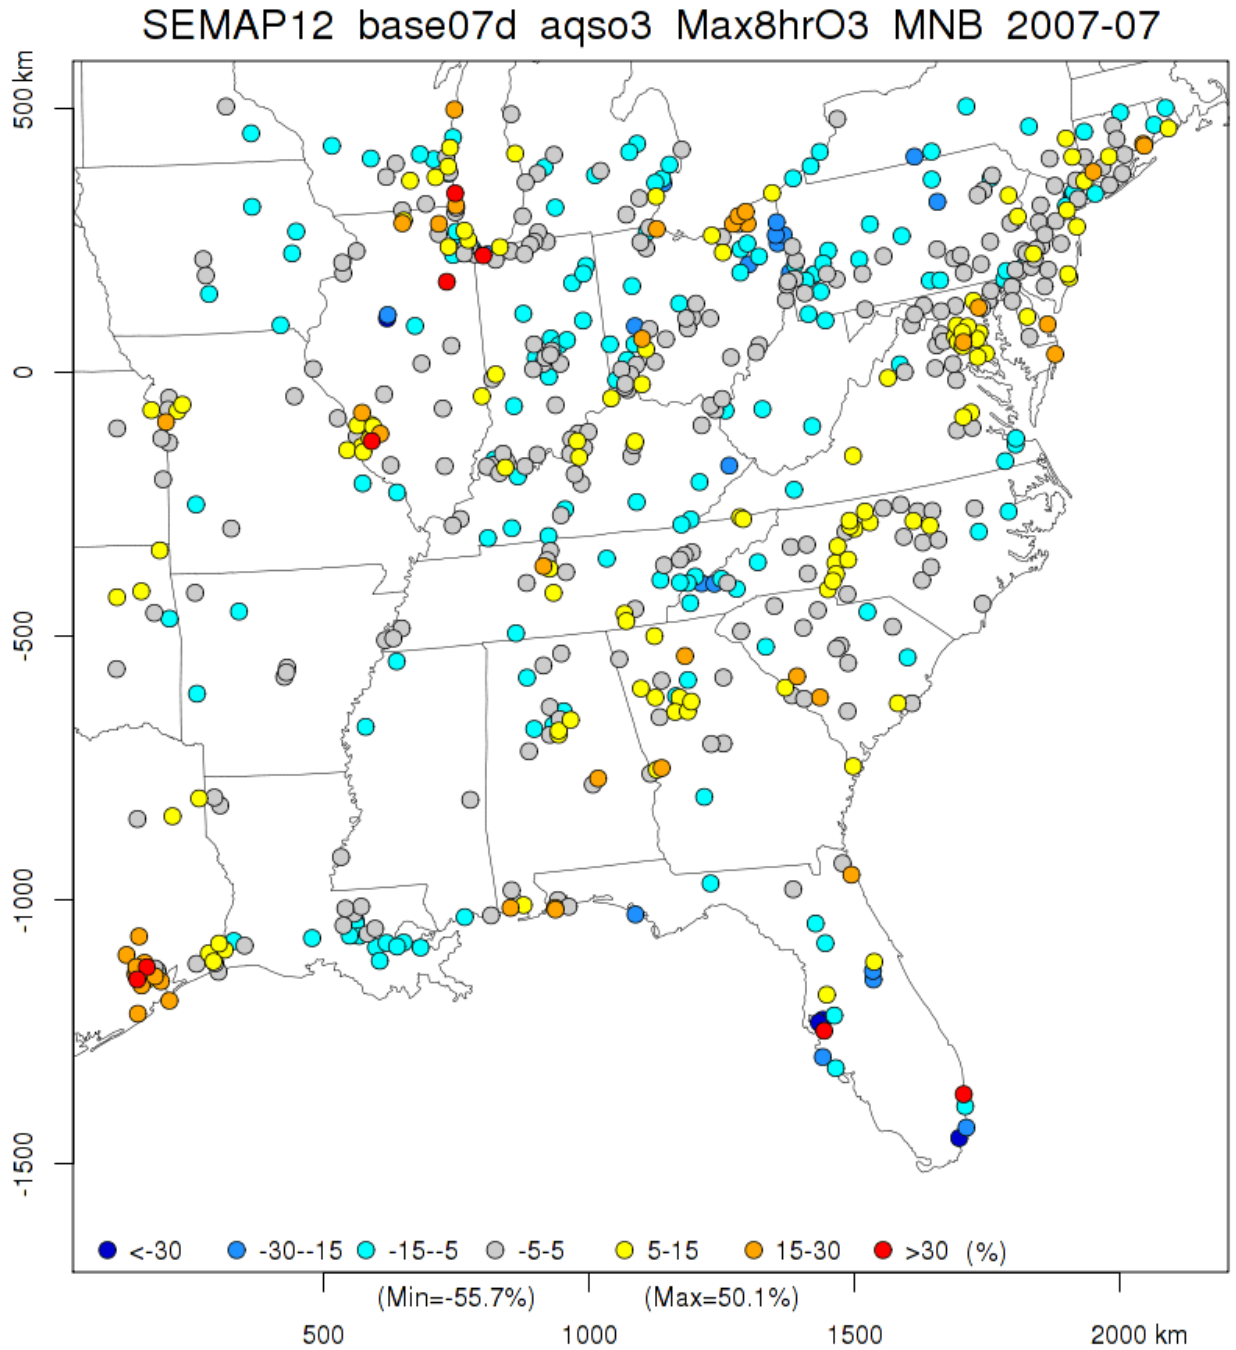 SEMAP12 base07d aqso3 Max8hrO3 MNB 2007-07
500 km
0
-500
-1000
-1500
<-30 -30--15 -15--5 -5-5 5-15 15-30 >30 (%)
(Min=-55.7%) (Max=50.1%)
500 1000 1500 2000 km